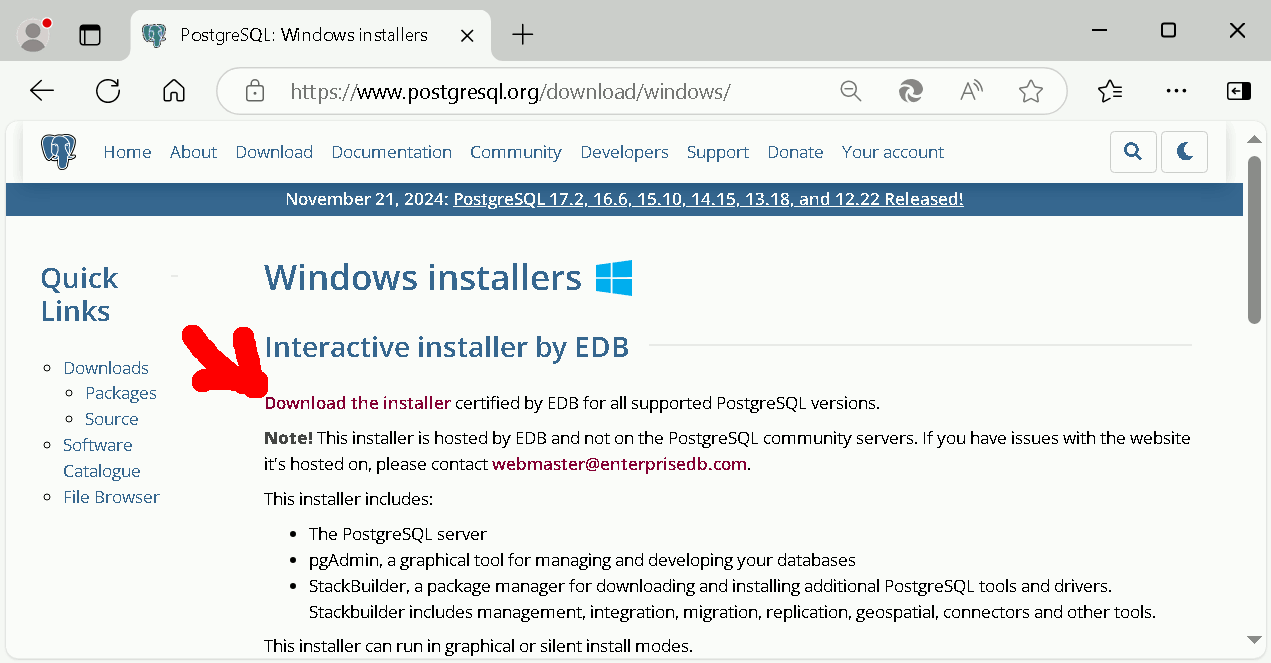 PostgreSQL: Windows installers
https://www.postgresql.org/download/windows/
Home About Download Documentation Community Developers Support Donate Your account
November 21, 2024: PostgreSQL 17.2, 16.6, 15.10, 14.15, 13.18, and 12.22 Released!
Quick
Links
Downloads
Packages
Source
Software
Catalogue
File Browser
Windows installers
Interactive installer by EDB
Download the installer certified by EDB for all supported PostgreSQL versions.
Note! This installer is hosted by EDB and not on the PostgreSQL community servers. If you have issues with the website
it's hosted on, please contact webmaster@enterprisedb.com.
This installer includes:
The PostgreSQL server
pgAdmin, a graphical tool for managing and developing your databases
StackBuilder, a package manager for downloading and installing additional PostgreSQL tools and drivers.
Stackbuilder includes management, integration, migration, replication, geospatial, connectors and other tools.
This installer can run in graphical or silent install modes.